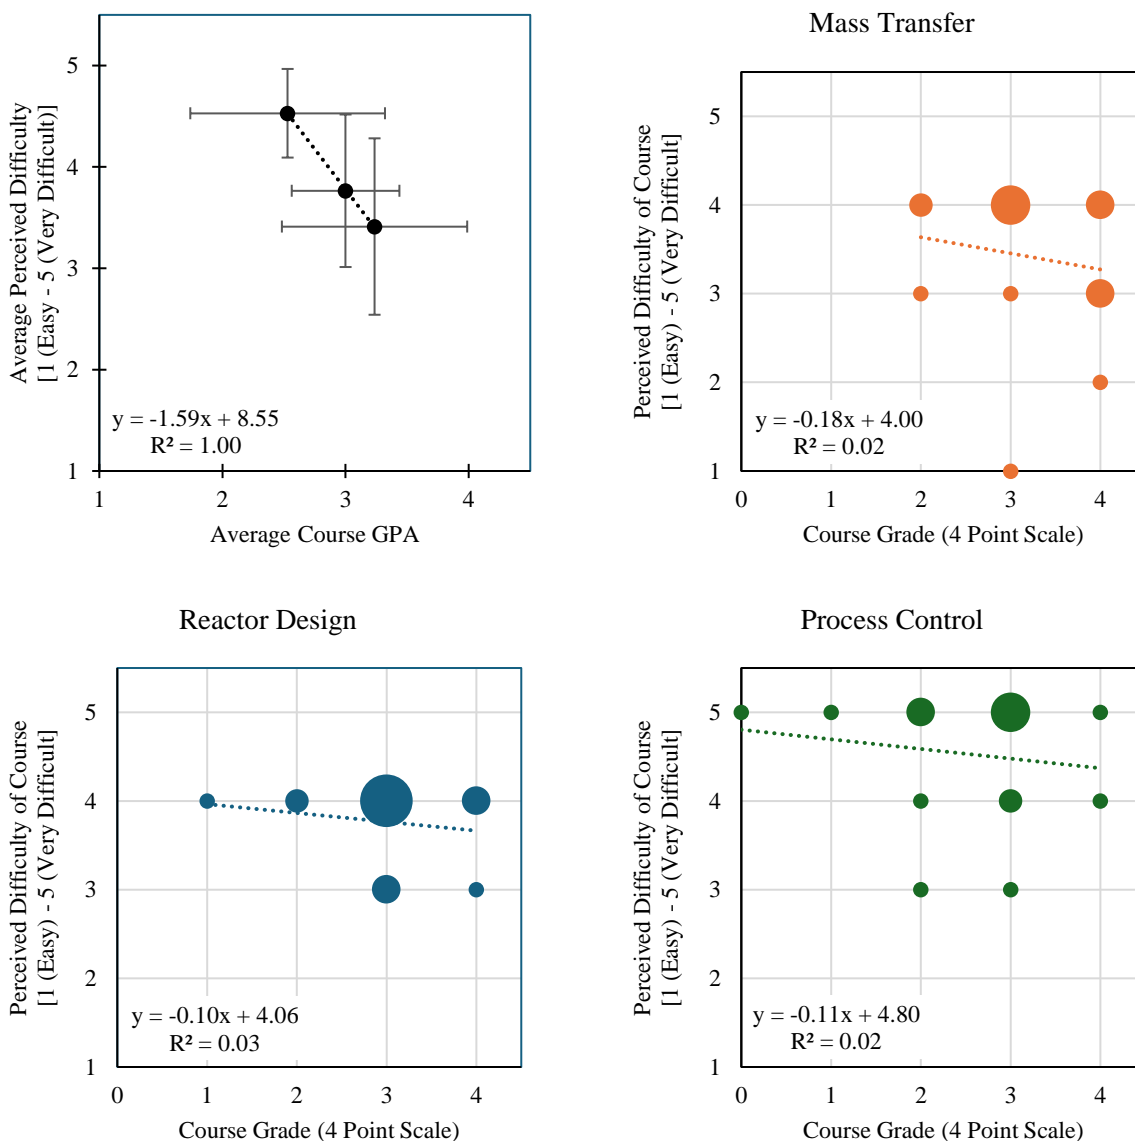 Average Perceived Difficulty
[1 (Easy - 5 (Very Difficult)]
5
4
3
2
1
y = -1.59x + 8.55
R² = 1.00
1 2 3 4
Average Course GPA
Mass Transfer
Perceived Difficulty of Course
[1 (Easy) - 5 (Very Difficult]
5
4
3
2
1
y = -0.18x + 4.00
R² = 0.02
0 1 2 3 4
Course Grade (4 Point Scale)
Reactor Design
Perceived Difficulty of Course
[1 (Easy) - 5 (Very Difficult]
5
4
3
2
1
y = -0.10x + 4.06
R² = 0.03
0 1 2 3 4
Course Grade (4 Point Scale)
Process Control
Perceived Difficulty of Course
[1 (Easy) - 5 (Very Difficult]
5
4
3
2
1
y = -0.11x + 4.80
R² = 0.02
0 1 2 3 4
Course Grade (4 Point Scale)